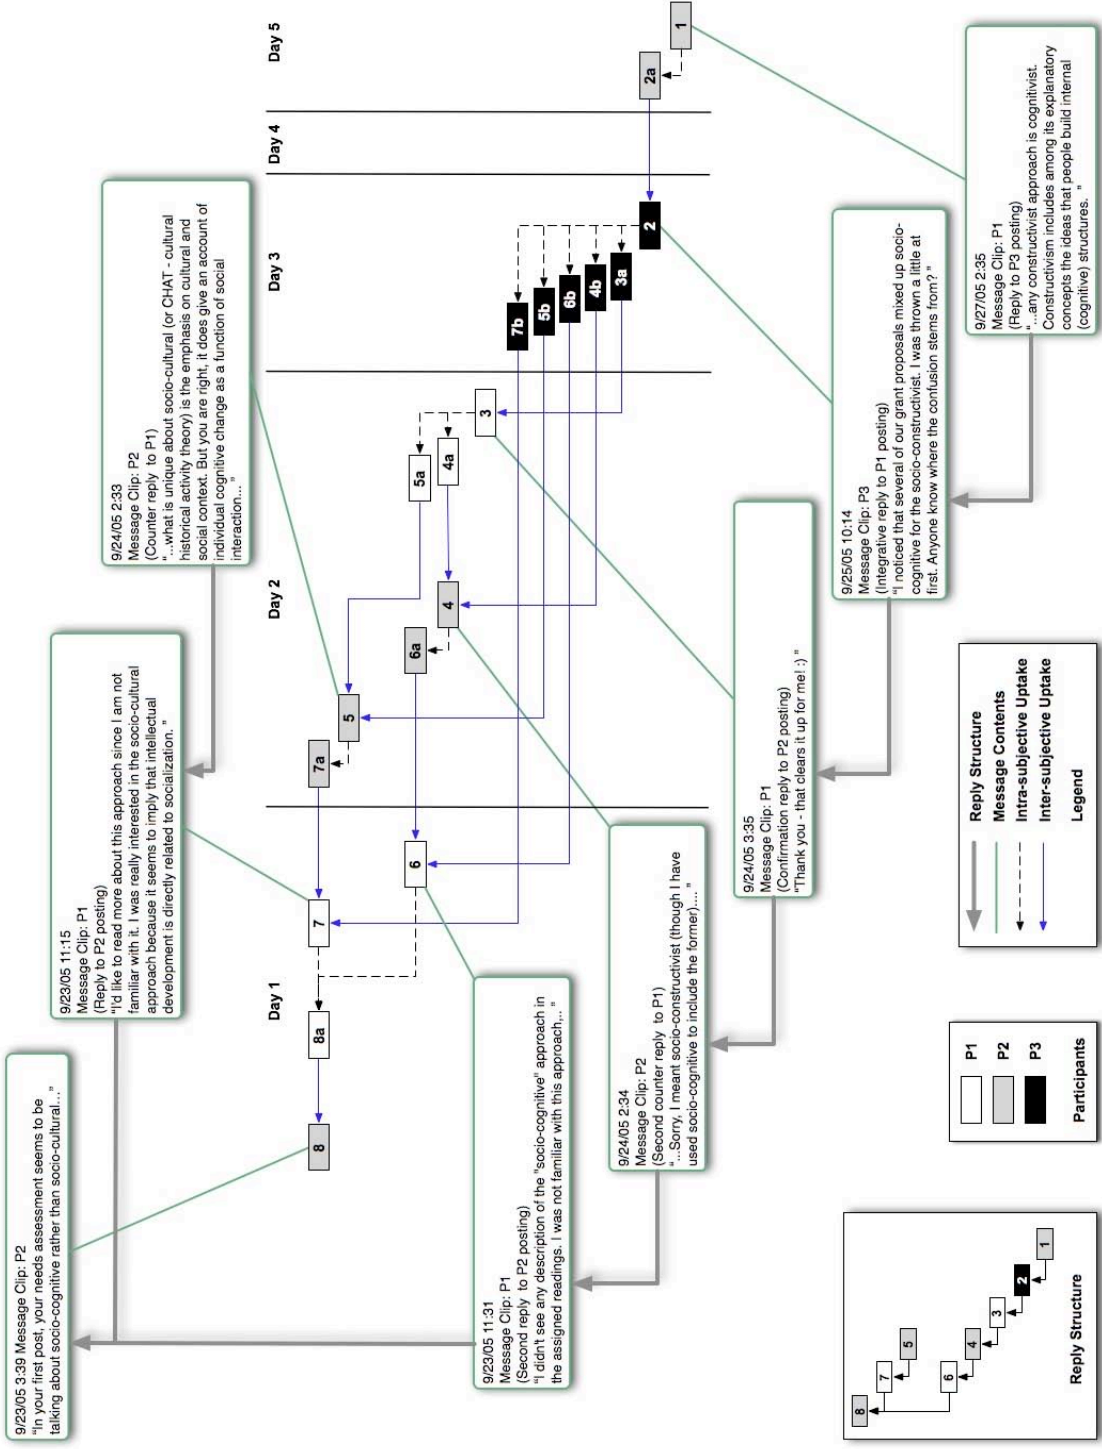 9/23/05 3:39 Message Clip: P2
“In your first post, your needs assessment seems to be
talking about socio-cognitive rather than socio-cultural...”
9/23/05 11:15
Message Clip: P1
(Reply to P2 posting)
“I'd like to read more about this approach since I am not
familiar with it. I was really interested in the socio-cultural
approach because it seems to imply that intellectual
development is directly related to socialization. ”
9/24/05 2:33
Message Clip: P2
(Counter reply to P1)
“...what is unique about socio-cultural (or CHAT - cultural
historical activity theory) is the emphasis on cultural and
social context. But you are right, it does give an account of
individual cognitive change as a function of social
interaction...”
Day 1
Day 2
Day 3
Day 4
Day 5
8
8a
7
7a
5
6
6a
4
5a
4a
3
7b
5b
6b
4b
3a
2
2a
1
9/23/05 11:31
Message Clip: P1
(Second reply to P2 posting)
“I didn't see any description of the "socio-cognitive" approach in
the assigned readings. I was not familiar with this approach,.. ”
9/24/05 2:34
Message Clip: P2
(Second counter reply to P1)
“...Sorry, I meant socio-constructivist (though I have
used socio-cognitive to include the former).... ”
9/24/05 3:35
Message Clip: P1
(Confirmation reply to P2 posting)
“Thank you - that clears it up for me! :) ”
9/25/05 10:14
Message Clip: P3
(Integrative reply to P1 posting)
“I noticed that several of our grant proposals mixed up socio-
cognitive for the socio-constructivist. I was thrown a little at
first. Anyone know where the confusion stems from? ”
9/27/05 2:35
Message Clip: P1
(Reply to P3 posting)
“...any constructivist approach is cognitivist.
Constructivism includes among its explanatory
concepts the ideas that people build internal
(cognitive) structures. ”
8
7
5
6
4
3
2
1
Reply Structure
P1
P2
P3
Participants
Reply Structure
Message Contents
Intra-subjective Uptake
Inter-subjective Uptake
Legend